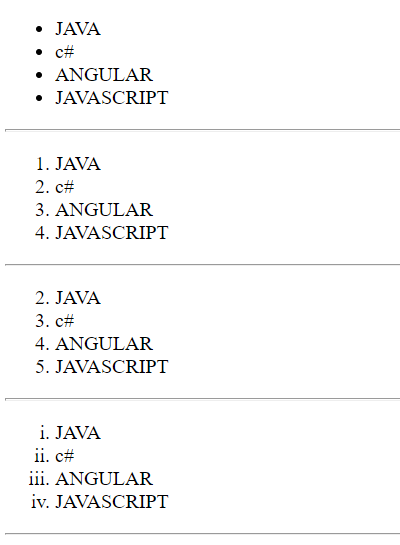 • JAVA
• c#
• ANGULAR
• JAVASCRIPT
1. JAVA
2. c#
3. ANGULAR
4. JAVASCRIPT
2. JAVA
3. c#
4. ANGULAR
5. JAVASCRIPT
i. JAVA
ii. c#
iii. ANGULAR
iv. JAVASCRIPT